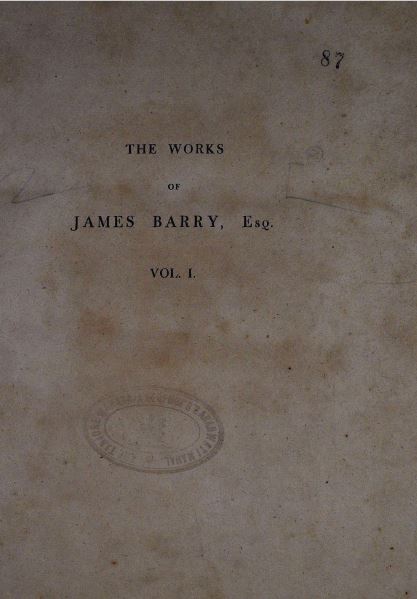 87
THE WORKS
OF
JAMES BARRY, Esq.
VOL. I.